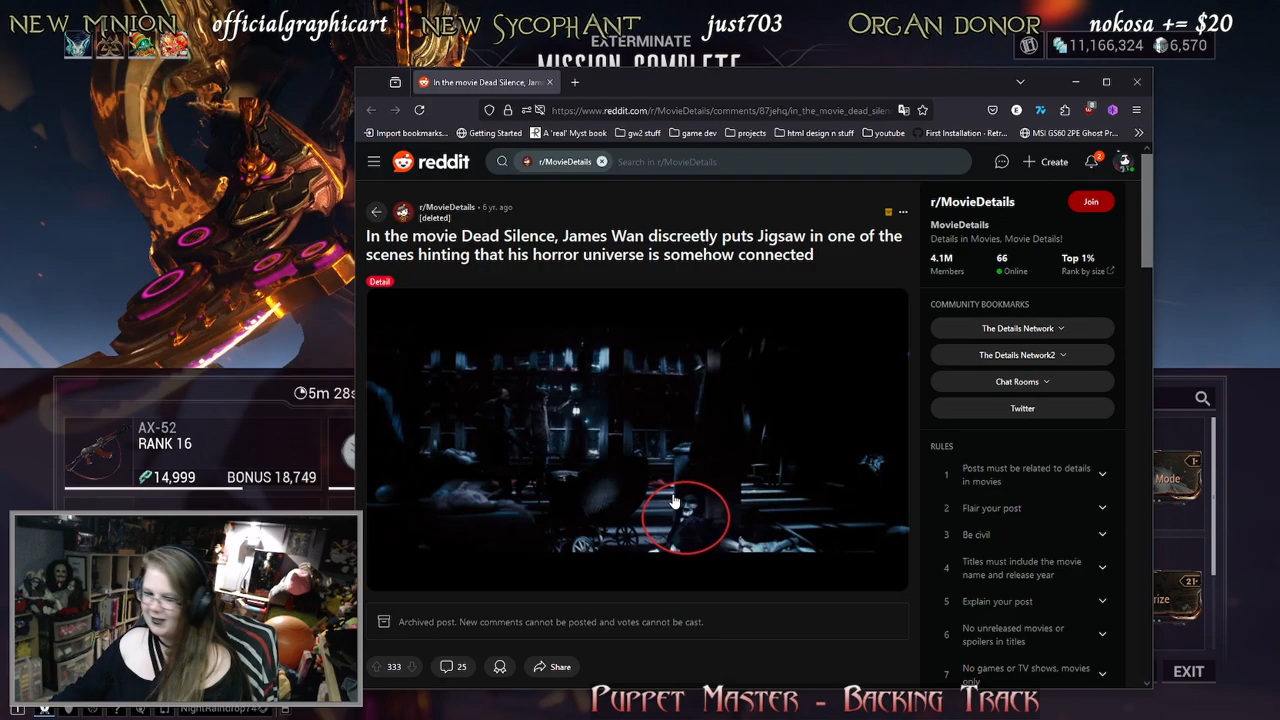 NEW MINION
officialgraphicart
NEW SYCOPHANT
just703
ORGAN DONOR
nokosa += $20
EXTERMINATE
MISSION COMPLETE
11,166,324
6,570
In the movie Dead Silence, Jame
https://www.reddit.com/r/MovieDetails/comments/87jehq/in_the_movie_dead_silen
Import bookmarks...
Getting Started
A 'real' Myst book
gw2 stuff
game dev
projects
html design n stuff
youtube
First Installation - Retr...
MSI GS60 2PE Ghost Pr...
reddit
r/MovieDetails
Search in r/MovieDetails
Create
2
r/MovieDetails • 6 yr. ago
[deleted]
In the movie Dead Silence, James Wan discreetly puts Jigsaw in one of the
scenes hinting that his horror universe is somehow connected
Detail
Archived post. New comments cannot be posted and votes cannot be cast.
333
25
Share
r/MovieDetails
Join
MovieDetails
Details in Movies, Movie Details!
4.1M
66
Top 1%
Members
Online
Rank by size
COMMUNITY BOOKMARKS
The Details Network
The Details Network2
Chat Rooms
Twitter
RULES
1 Posts must be related to details
in movies
2 Flair your post
3 Be civil
4 Titles must include the movie
name and release year
5 Explain your post
6 No unreleased movies or
spoilers in titles
7 No games or TV shows, movies
only
5m 28s
AX-52
RANK 16
14,999
BONUS 18,749
1
Mode
21
rize
EXIT
NightRaindrop74
PUPPET MASTER - BACKING TRACK